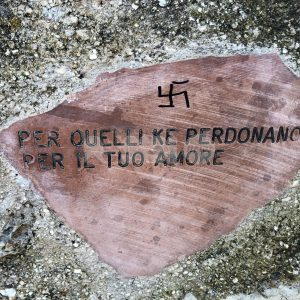 PER QUELLI KE PERDONANO
PER IL TUO AMORE